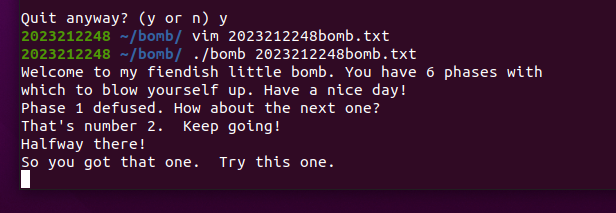 Quit anyway? (y or n) y
2023212248 ~/bomb/ vim 2023212248bomb.txt
2023212248 ~/bomb/ ./bomb 2023212248bomb.txt
Welcome to my fiendish little bomb. You have 6 phases with
which to blow yourself up. Have a nice day!
Phase 1 defused. How about the next one?
That's number 2.  Keep going!
Halfway there!
So you got that one.  Try this one.